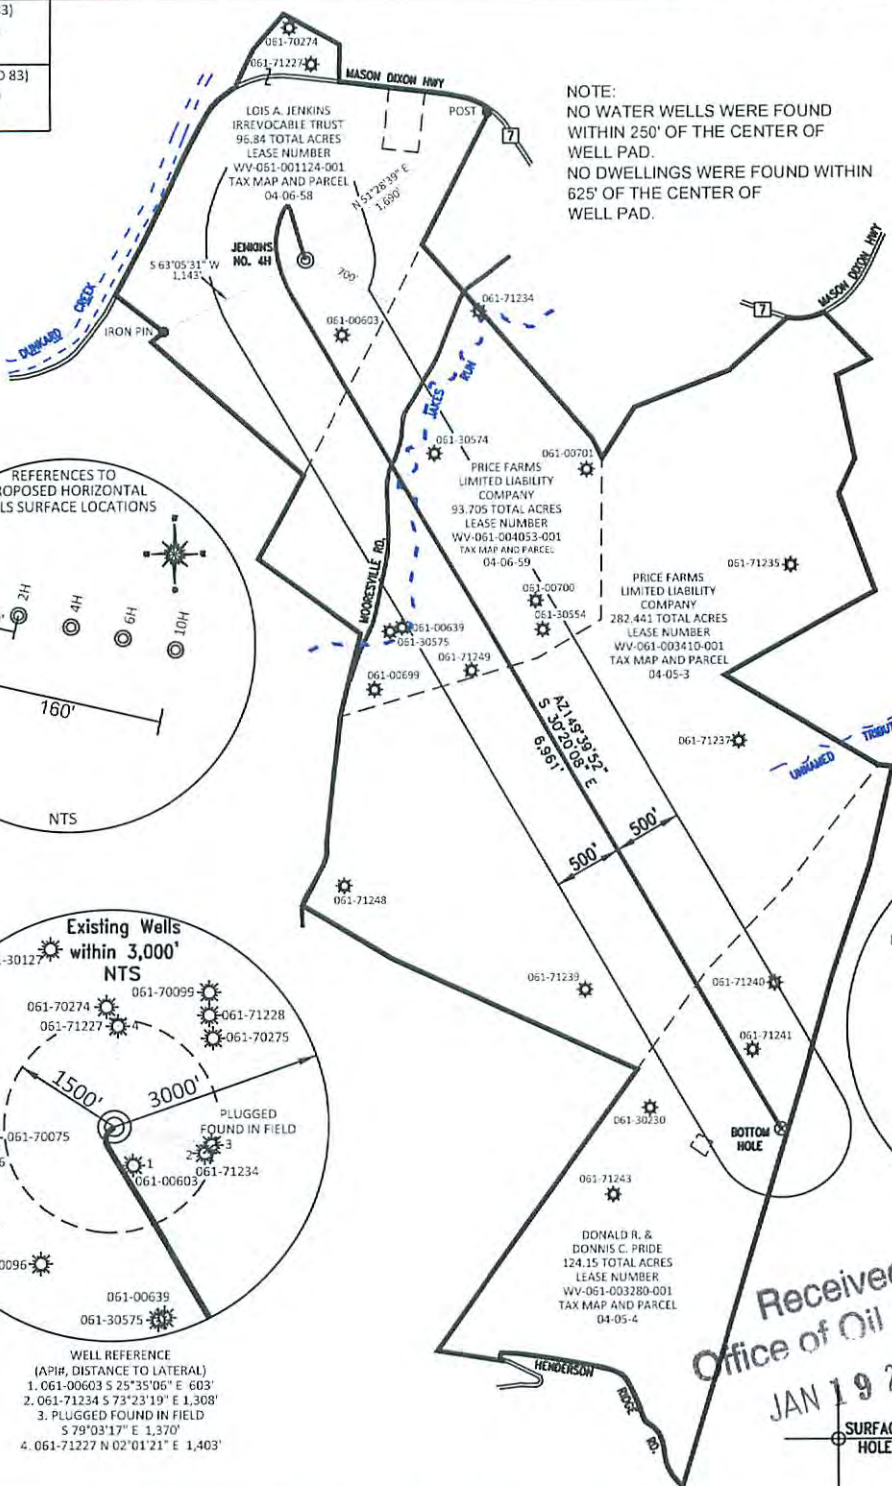 3)
D 83)
061-70274
061-71227
MASON DIXON HWY
POST
7
NOTE:
NO WATER WELLS WERE FOUND
WITHIN 250' OF THE CENTER OF
WELL PAD.
NO DWELLINGS WERE FOUND WITHIN
625' OF THE CENTER OF
WELL PAD.
LOIS A. JENKINS
IRREVOCABLE TRUST
96.84 TOTAL ACRES
LEASE NUMBER
WV-061-001124-001
TAX MAP AND PARCEL
04-06-58
N 51°28'39" E
1,690'
JENKINS
NO. 4H
S 63°05'31" W
1,143'
700'
DUNKARD CREEK
IRON PIN
061-00603
061-71234
JAKES RUN
7
MASON DIXON HWY
061-30574
061-00701
PRICE FARMS
LIMITED LIABILITY
COMPANY
93.705 TOTAL ACRES
LEASE NUMBER
WV-061-004053-001
TAX MAP AND PARCEL
04-06-59
MOORESVILLE RD.
061-00700
061-30554
061-00639
061-30575
061-71249
061-00699
PRICE FARMS
LIMITED LIABILITY
COMPANY
282.441 TOTAL ACRES
LEASE NUMBER
WV-061-003410-001
TAX MAP AND PARCEL
04-05-3
061-71235
061-71237
UNNAMED TRIBUT
AZ149°39'52"
S 30°20'08" E
6,961'
500'
500'
REFERENCES TO
ROPOSED HORIZONTAL
LS SURFACE LOCATIONS
2H
4H
6H
10H
160'
NTS
061-71248
061-71239
061-71240
061-71241
061-30230
BOTTOM
HOLE
061-71243
DONALD R. &
DONNIS C. PRIDE
124.15 TOTAL ACRES
LEASE NUMBER
WV-061-003280-001
TAX MAP AND PARCEL
04-05-4
HENDERSON RIDGE RD.
Existing Wells
within 3,000'
NTS
-30127
061-70099
061-70274
061-71228
061-71227
4
061-70275
1500'
3000'
PLUGGED
FOUND IN FIELD
061-70075
3
2
061-71234
1
061-00603
0096
061-00639
061-30575
WELL REFERENCE
(API#, DISTANCE TO LATERAL)
1. 061-00603 S 25°35'06" E 603'
2. 061-71234 S 73°23'19" E 1,308'
3. PLUGGED FOUND IN FIELD
S 79°03'17" E 1,370'
4. 061-71227 N 02°01'21" E 1,403'
Received
Office of Oil
JAN 19 2
SURFAC
HOLE